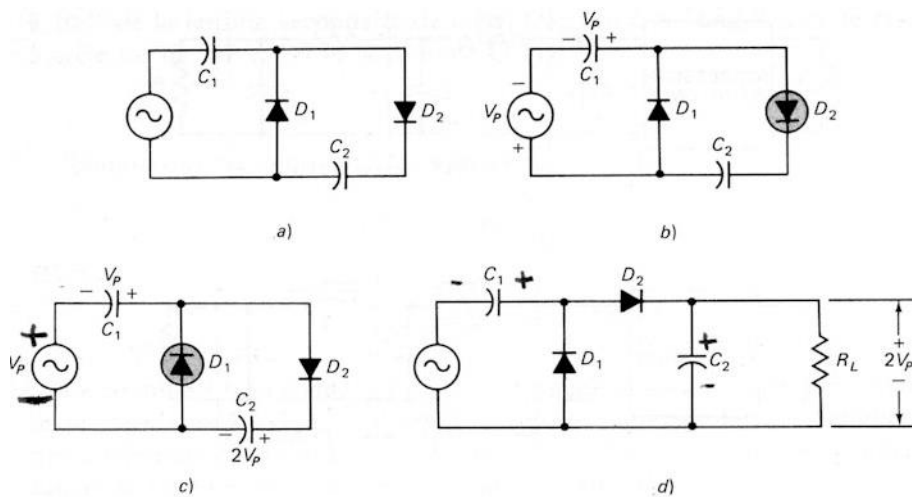 C1
D1
D2
C2
a)
VP
− +
C1
−
VP
+
D1
D2
C2
b)
VP
− +
C1
+
VP
−
D1
D2
C2
− +
2VP
c)
− C1 +
D2
D1
+
C2
−
RL
+
2VP
−
d)